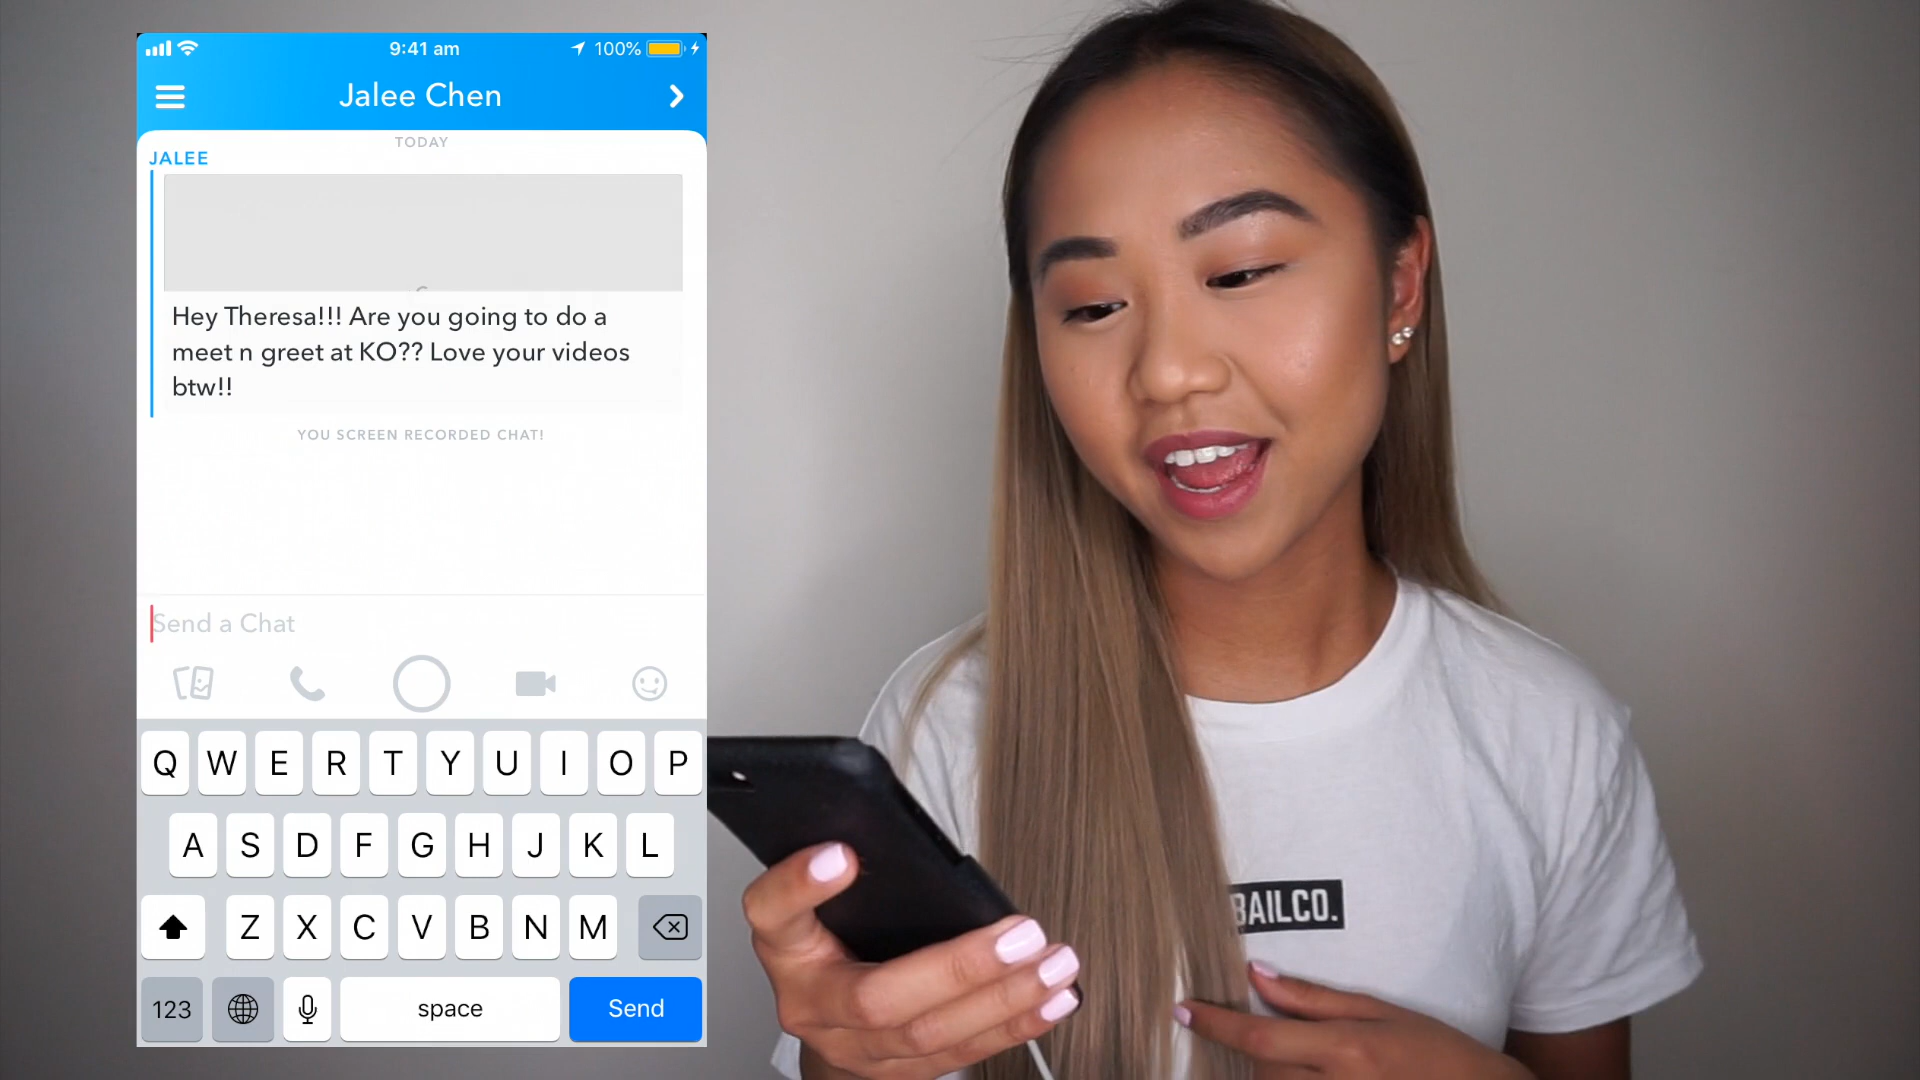 9:41 am
100%
Jalee Chen
TODAY
JALEE
Hey Theresa!!! Are you going to do a
meet n greet at KO?? Love your videos
btw!!
YOU SCREEN RECORDED CHAT!
Send a Chat
Q W E R T Y U I O P
A S D F G H J K L
Z X C V B N M
123
space
Send
BAILCO.